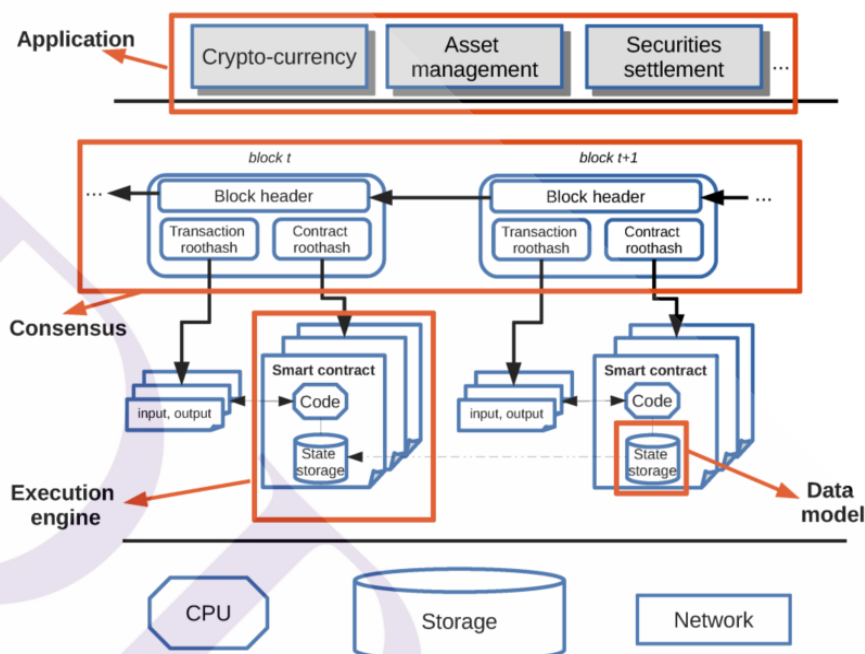 Application
Crypto-currency
Asset
management
Securities
settlement
...
block t
block t+1
...
Block header
Block header
...
Transaction
roothash
Contract
roothash
Transaction
roothash
Contract
roothash
Consensus
Smart contract
Code
input, output
State
storage
Smart contract
Code
input, output
State
storage
Execution
engine
Data
model
CPU
Storage
Network